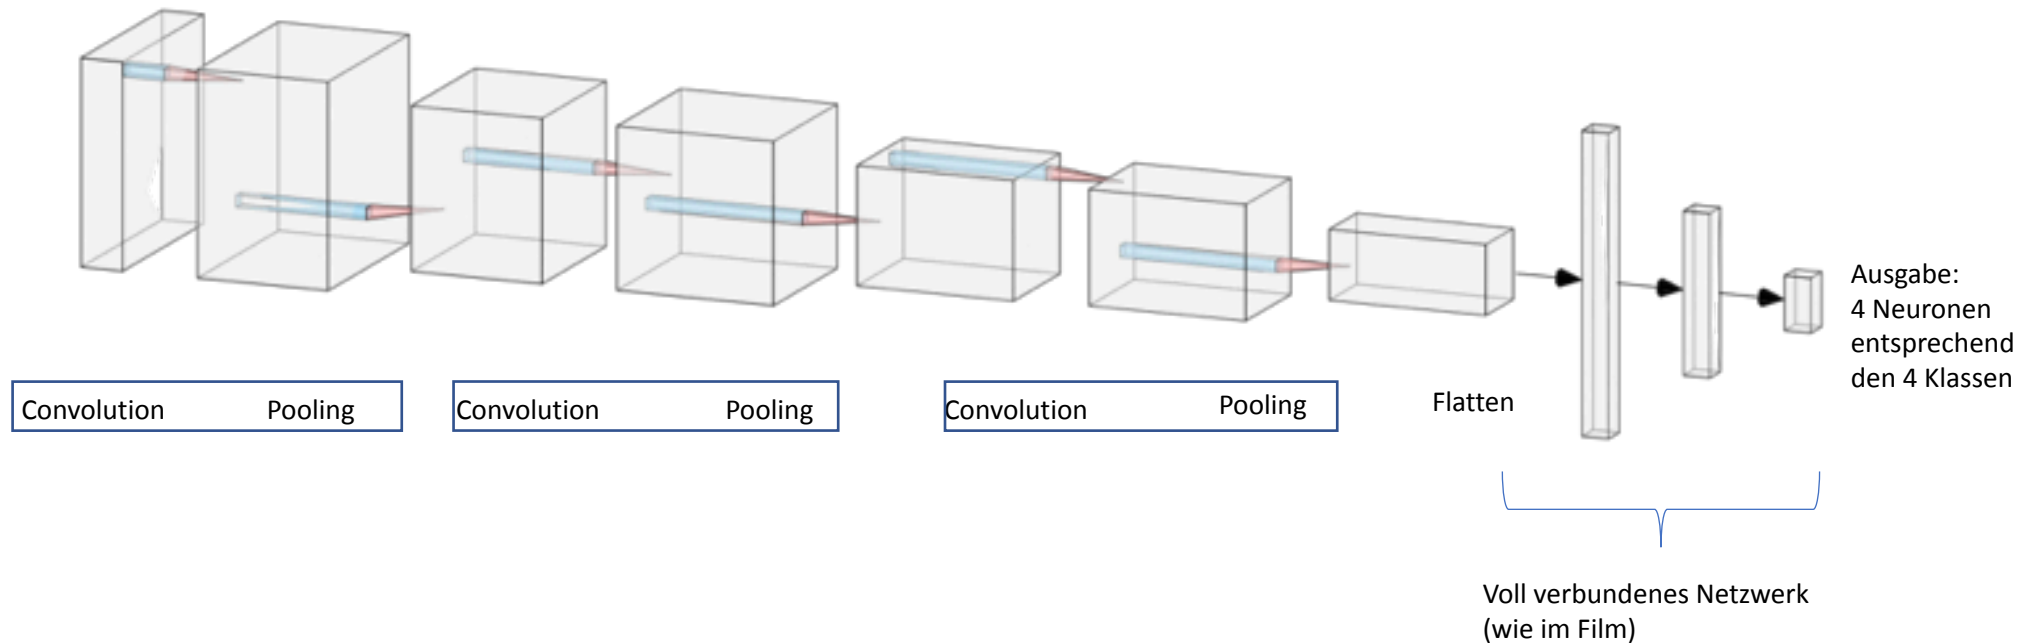 Convolution Pooling
Convolution Pooling
Convolution Pooling
Flatten
Ausgabe:
4 Neuronen
entsprechend
den 4 Klassen
Voll verbundenes Netzwerk
(wie im Film)